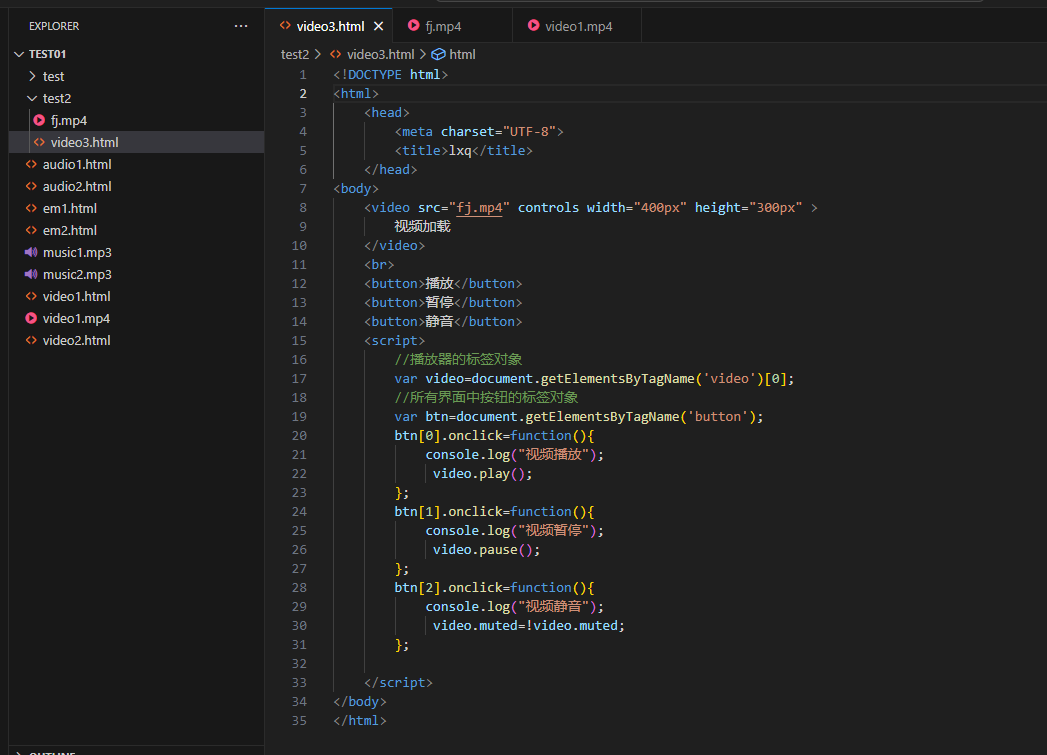 EXPLORER ···
TEST01
test
test2
fj.mp4
video3.html
audio1.html
audio2.html
em1.html
em2.html
music1.mp3
music2.mp3
video1.html
video1.mp4
video2.html
OUTLINE
video3.html fj.mp4 video1.mp4
test2 > video3.html > html
1 <!DOCTYPE html>
2 <html>
3 <head>
4 <meta charset="UTF-8">
5 <title>lxq</title>
6 </head>
7 <body>
8 <video src="fj.mp4" controls width="400px" height="300px" >
9 视频加载
10 </video>
11 <br>
12 <button>播放</button>
13 <button>暂停</button>
14 <button>静音</button>
15 <script>
16 //播放器的标签对象
17 var video=document.getElementsByTagName('video')[0];
18 //所有界面中按钮的标签对象
19 var btn=document.getElementsByTagName('button');
20 btn[0].onclick=function(){
21 console.log("视频播放");
22 video.play();
23 };
24 btn[1].onclick=function(){
25 console.log("视频暂停");
26 video.pause();
27 };
28 btn[2].onclick=function(){
29 console.log("视频静音");
30 video.muted=!video.muted;
31 };
32
33 </script>
34 </body>
35 </html>